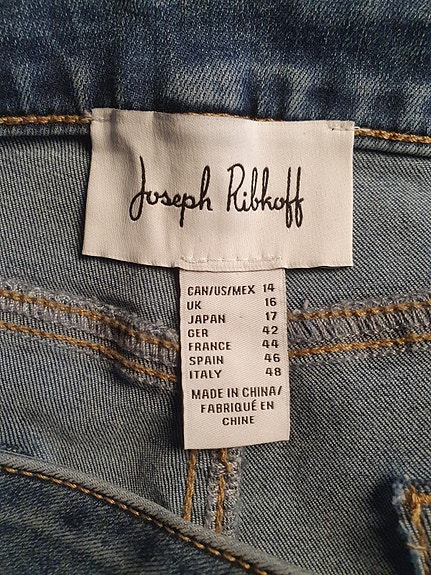 Joseph Ribkoff
CAN/US/MEX 14
UK 16
JAPAN 17
GER 42
FRANCE 44
SPAIN 46
ITALY 48
MADE IN CHINA/
FABRIQUÉ EN
CHINE